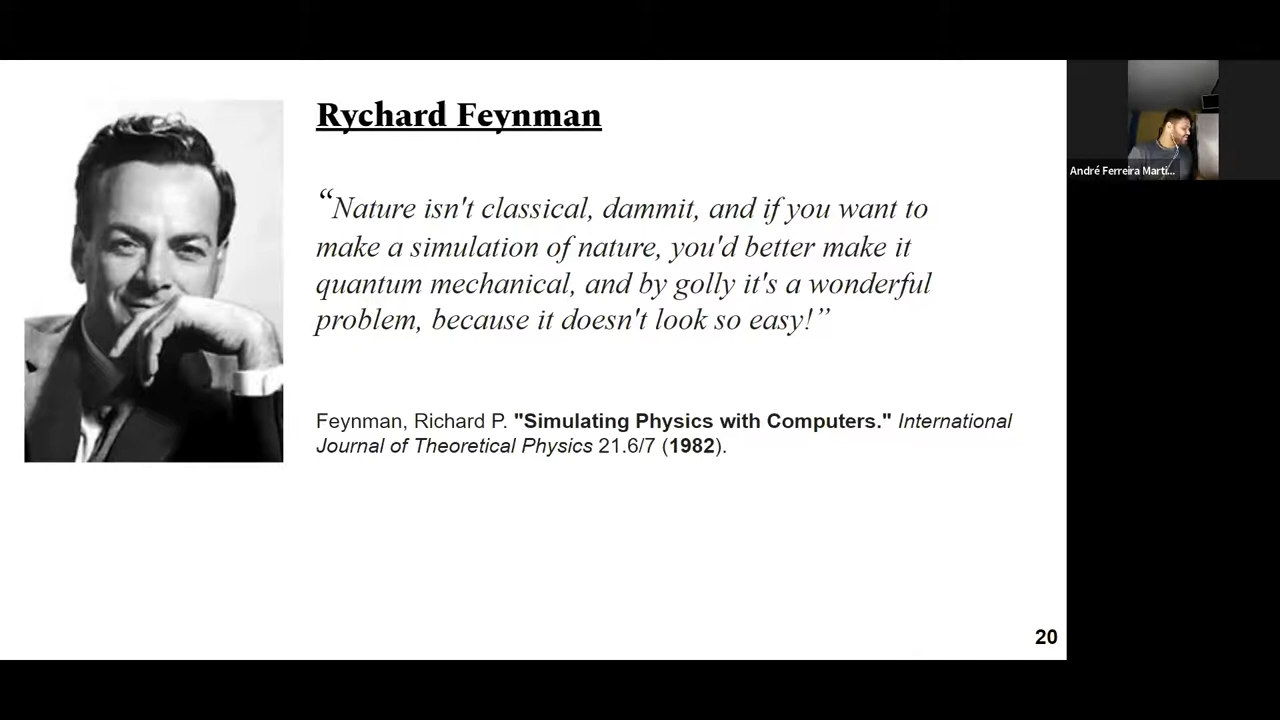 Rychard Feynman
“Nature isn't classical, dammit, and if you want to
make a simulation of nature, you'd better make it
quantum mechanical, and by golly it's a wonderful
problem, because it doesn't look so easy!”
Feynman, Richard P. "Simulating Physics with Computers." International
Journal of Theoretical Physics 21.6/7 (1982).
20
André Ferreira Marti...